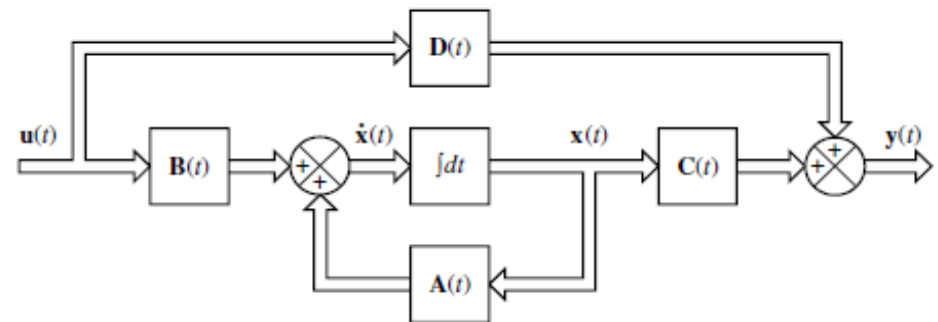 D(t)
u(t) ẋ(t) x(t) y(t)
B(t) + + ∫dt C(t) + +
A(t)